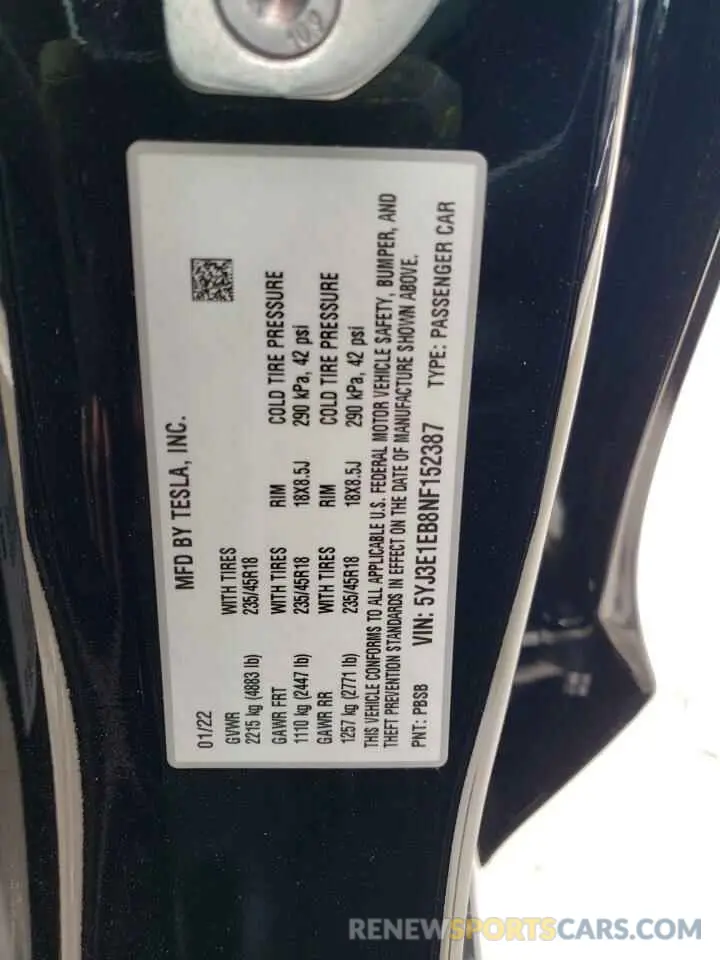 MFD BY TESLA, INC.
01/22
GVWR WITH TIRES
2215 kg (4883 lb) 235/45R18
GAWR FRT WITH TIRES RIM COLD TIRE PRESSURE
1110 kg (2447 lb) 235/45R18 18X8.5J 290 kPa, 42 psi
GAWR RR WITH TIRES RIM COLD TIRE PRESSURE
1257 kg (2771 lb) 235/45R18 18X8.5J 290 kPa, 42 psi
THIS VEHICLE CONFORMS TO ALL APPLICABLE U.S. FEDERAL MOTOR VEHICLE SAFETY, BUMPER, AND
THEFT PREVENTION STANDARDS IN EFFECT ON THE DATE OF MANUFACTURE SHOWN ABOVE.
PNT: PBSB VIN: 5YJ3E1EB8NF152387 TYPE: PASSENGER CAR
RENEWSPORTSCARS.COM